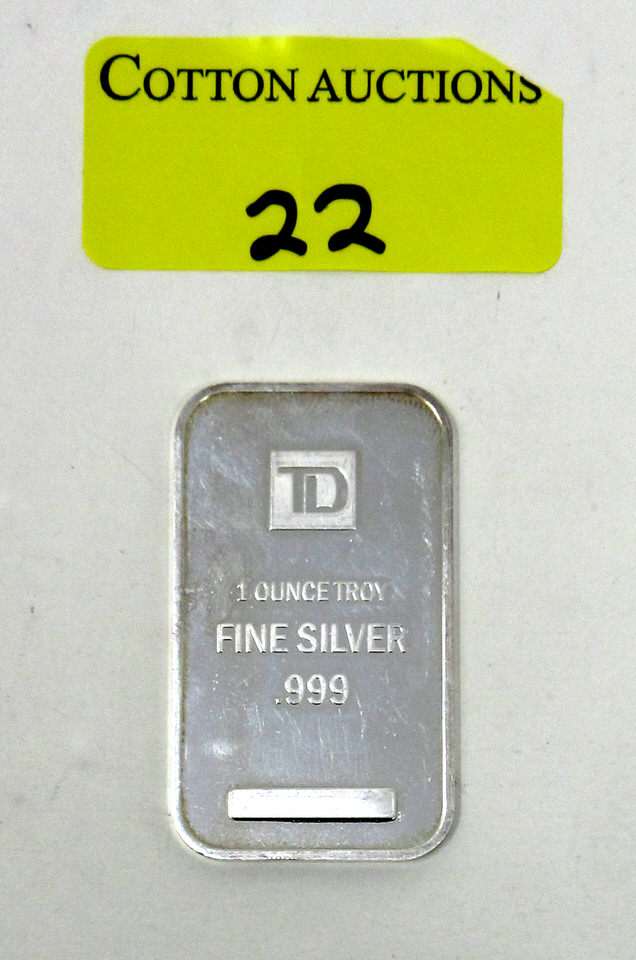 COTTON AUCTIONS
22
TD
1 OUNCE TROY
FINE SILVER
.999